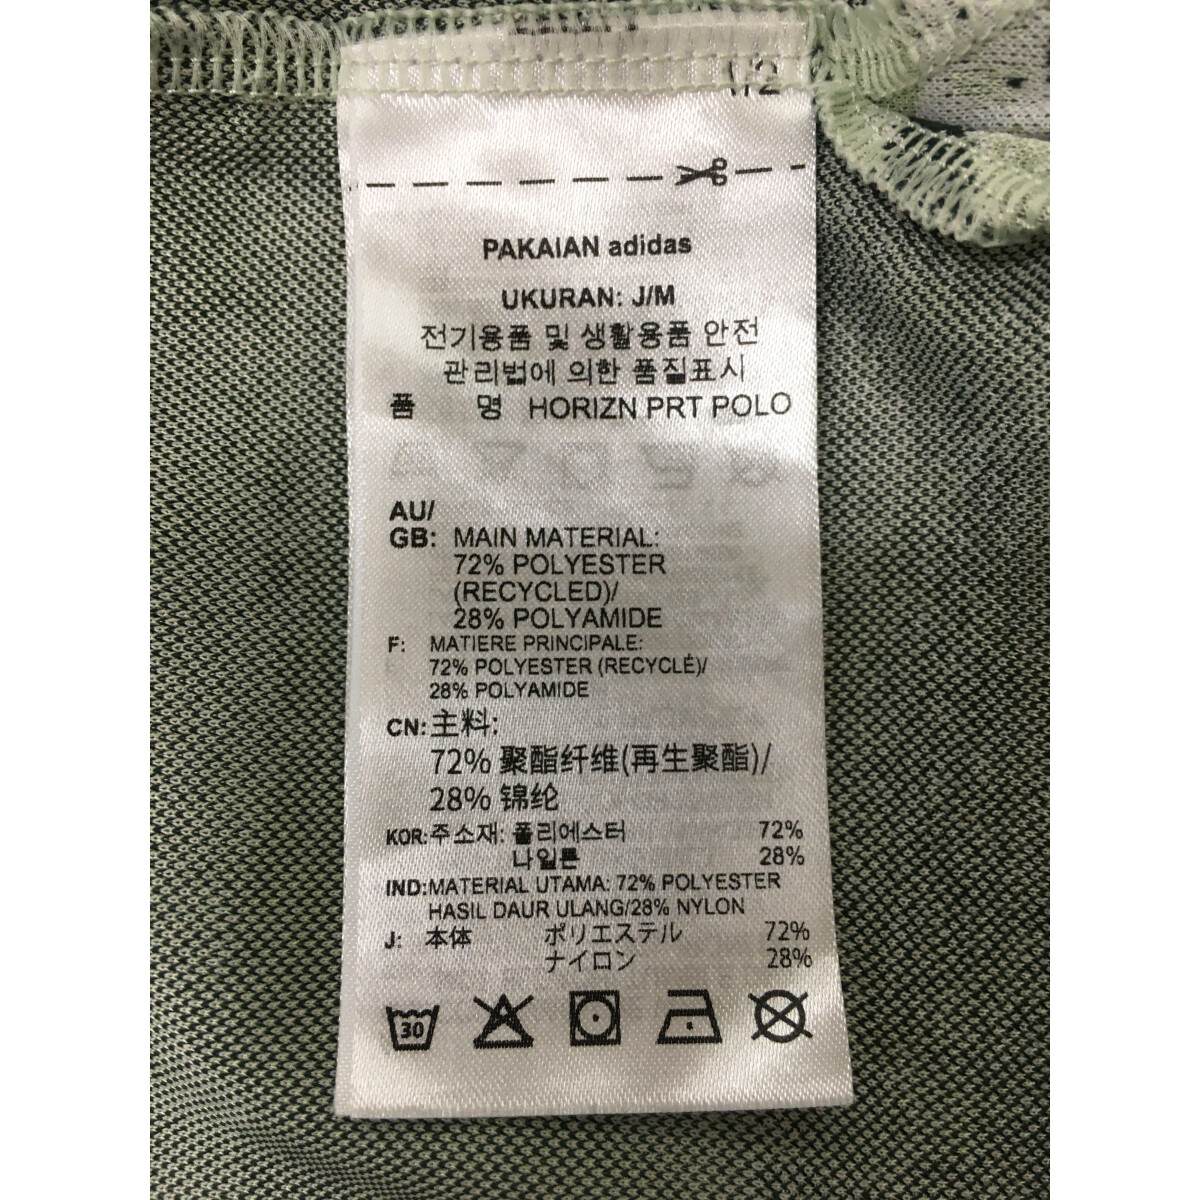 PAKAIAN adidas
UKURAN: J/M
전기용품 및 생활용품 안전
관리법에 의한 품질표시
품 명 HORIZN PRT POLO
AU/
GB: MAIN MATERIAL:
72% POLYESTER
(RECYCLED)/
28% POLYAMIDE
F: MATIERE PRINCIPALE:
72% POLYESTER (RECYCLÉ)/
28% POLYAMIDE
CN: 主料:
72% 聚酯纤维(再生聚酯)/
28% 锦纶
KOR: 주소재: 폴리에스터 72%
나일론 28%
IND: MATERIAL UTAMA: 72% POLYESTER
HASIL DAUR ULANG/28% NYLON
J: 本体 ポリエステル 72%
ナイロン 28%
30